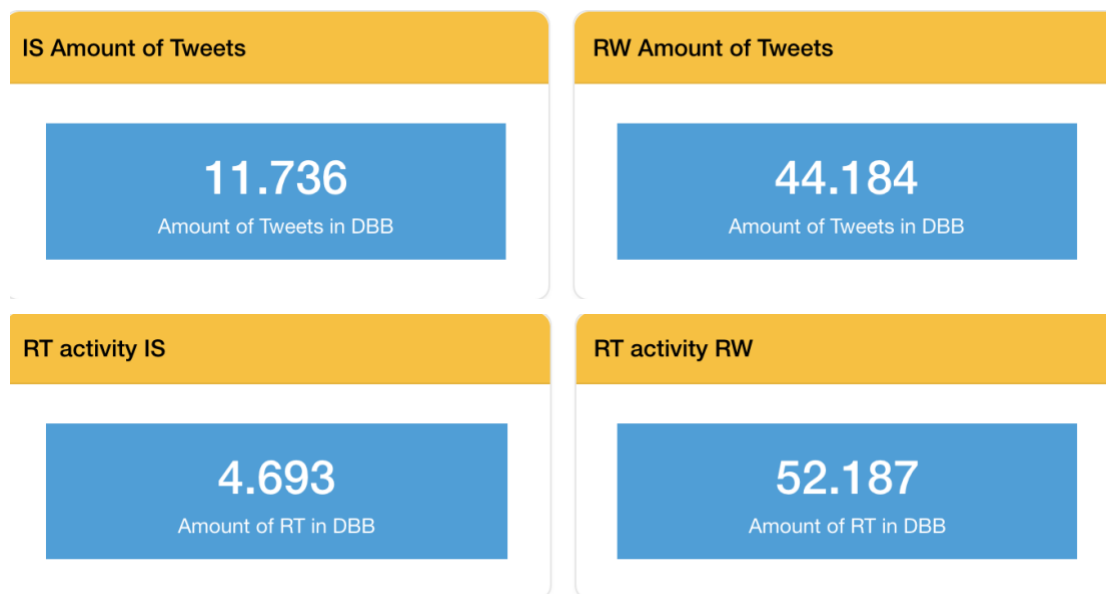 IS Amount of Tweets
RW Amount of Tweets
11.736
Amount of Tweets in DBB
44.184
Amount of Tweets in DBB
RT activity IS
RT activity RW
4.693
Amount of RT in DBB
52.187
Amount of RT in DBB